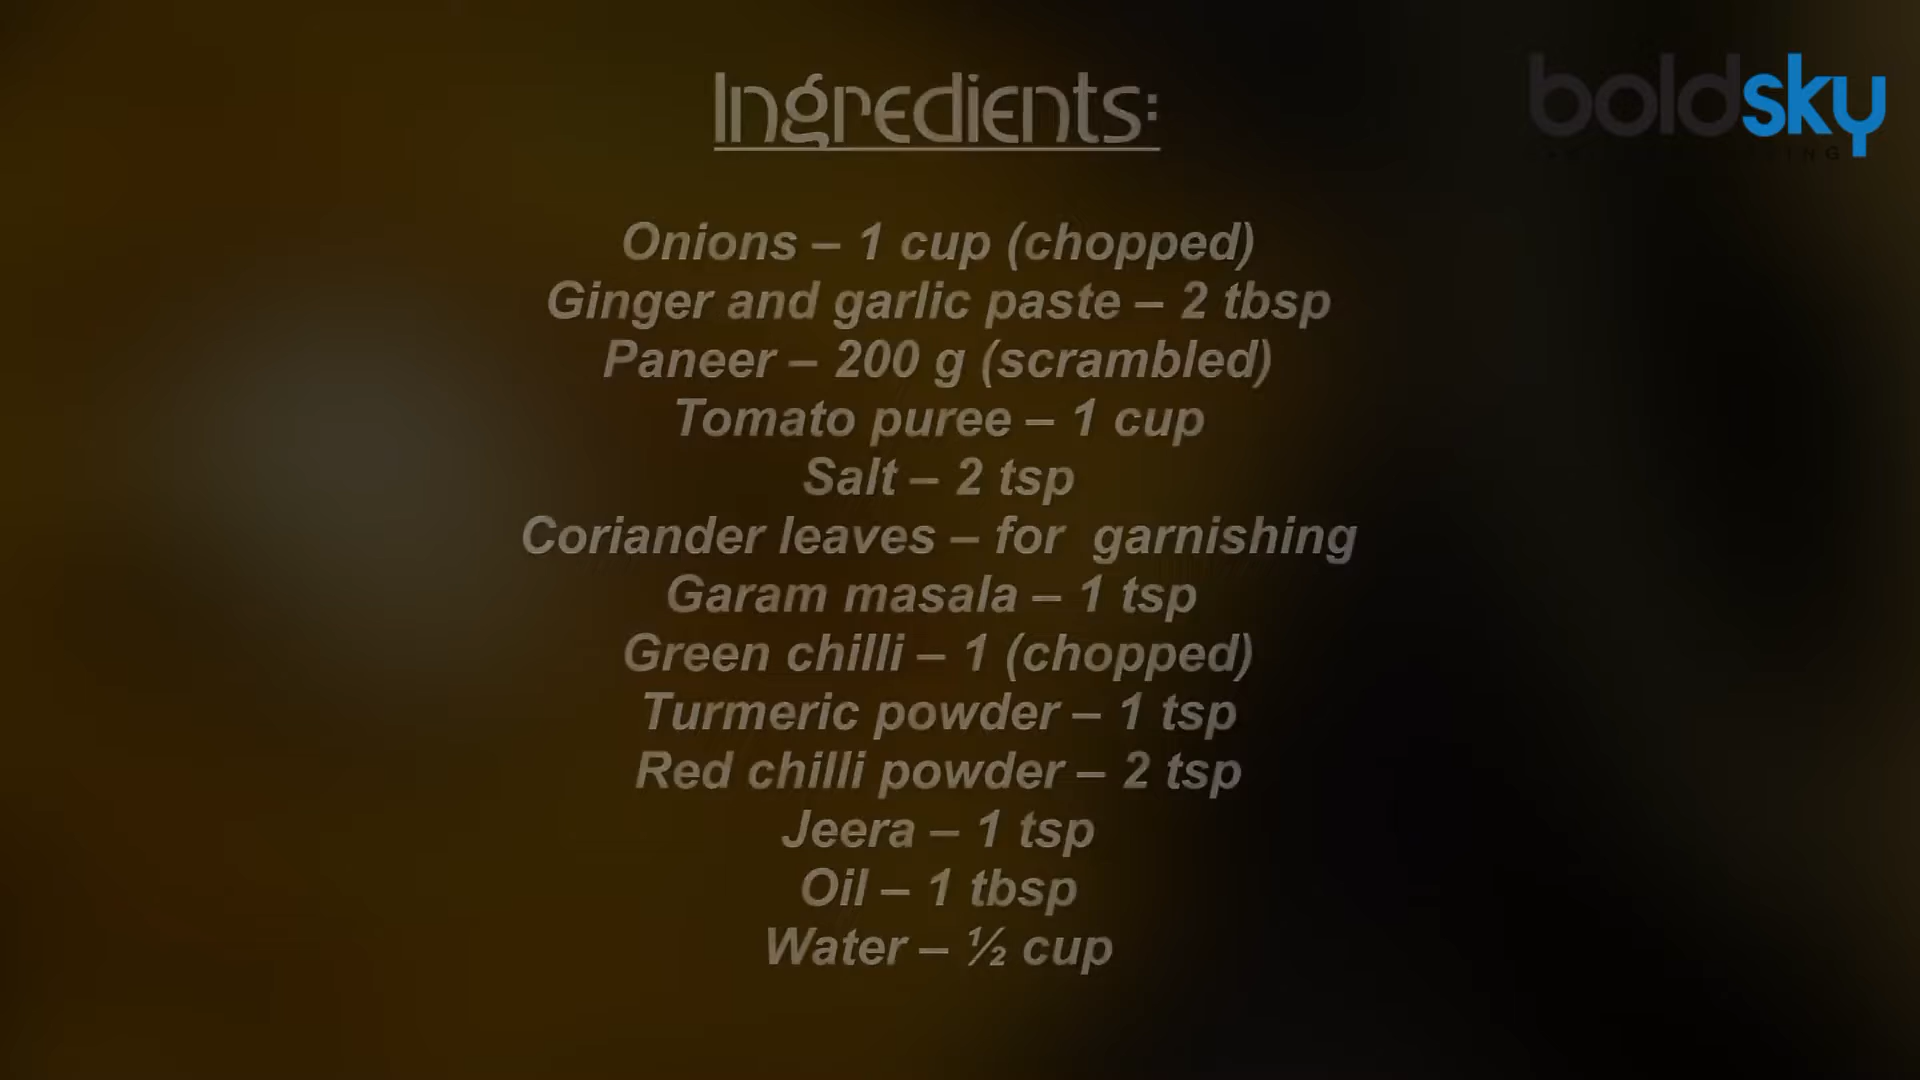 Ingredients:
boldsky
Onions – 1 cup (chopped)
Ginger and garlic paste – 2 tbsp
Paneer – 200 g (scrambled)
Tomato puree – 1 cup
Salt – 2 tsp
Coriander leaves – for  garnishing
Garam masala – 1 tsp
Green chilli – 1 (chopped)
Turmeric powder – 1 tsp
Red chilli powder – 2 tsp
Jeera – 1 tsp
Oil – 1 tbsp
Water – ½ cup